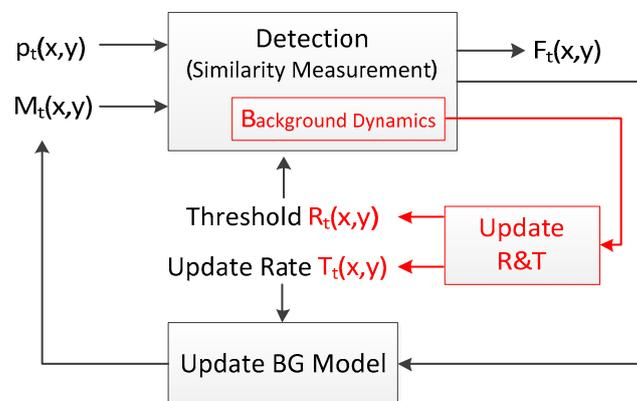 pt(x,y)
Mt(x,y)
Detection
(Similarity Measurement)
Background Dynamics
Ft(x,y)
Threshold Rt(x,y)
Update Rate Tt(x,y)
Update
R&T
Update BG Model